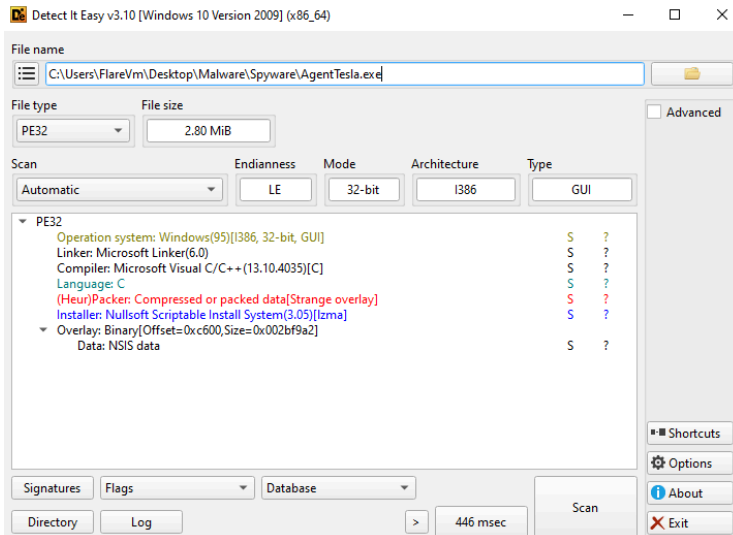 Detect It Easy v3.10 [Windows 10 Version 2009] (x86_64)
File name
C:\Users\FlareVm\Desktop\Malware\Spyware\AgentTesla.exe
File type File size
PE32 2.80 MiB
Advanced
Scan Endianness Mode Architecture Type
Automatic LE 32-bit I386 GUI
PE32
Operation system: Windows(95)[I386, 32-bit, GUI] S ?
Linker: Microsoft Linker(6.0) S ?
Compiler: Microsoft Visual C/C++(13.10.4035)[C] S ?
Language: C S ?
(Heur)Packer: Compressed or packed data[Strange overlay] S ?
Installer: Nullsoft Scriptable Install System(3.05)[lzma] S ?
Overlay: Binary[Offset=0xc600,Size=0x002bf9a2]
Data: NSIS data S ?
Shortcuts
Options
Signatures Flags Database Scan About
Directory Log > 446 msec Exit